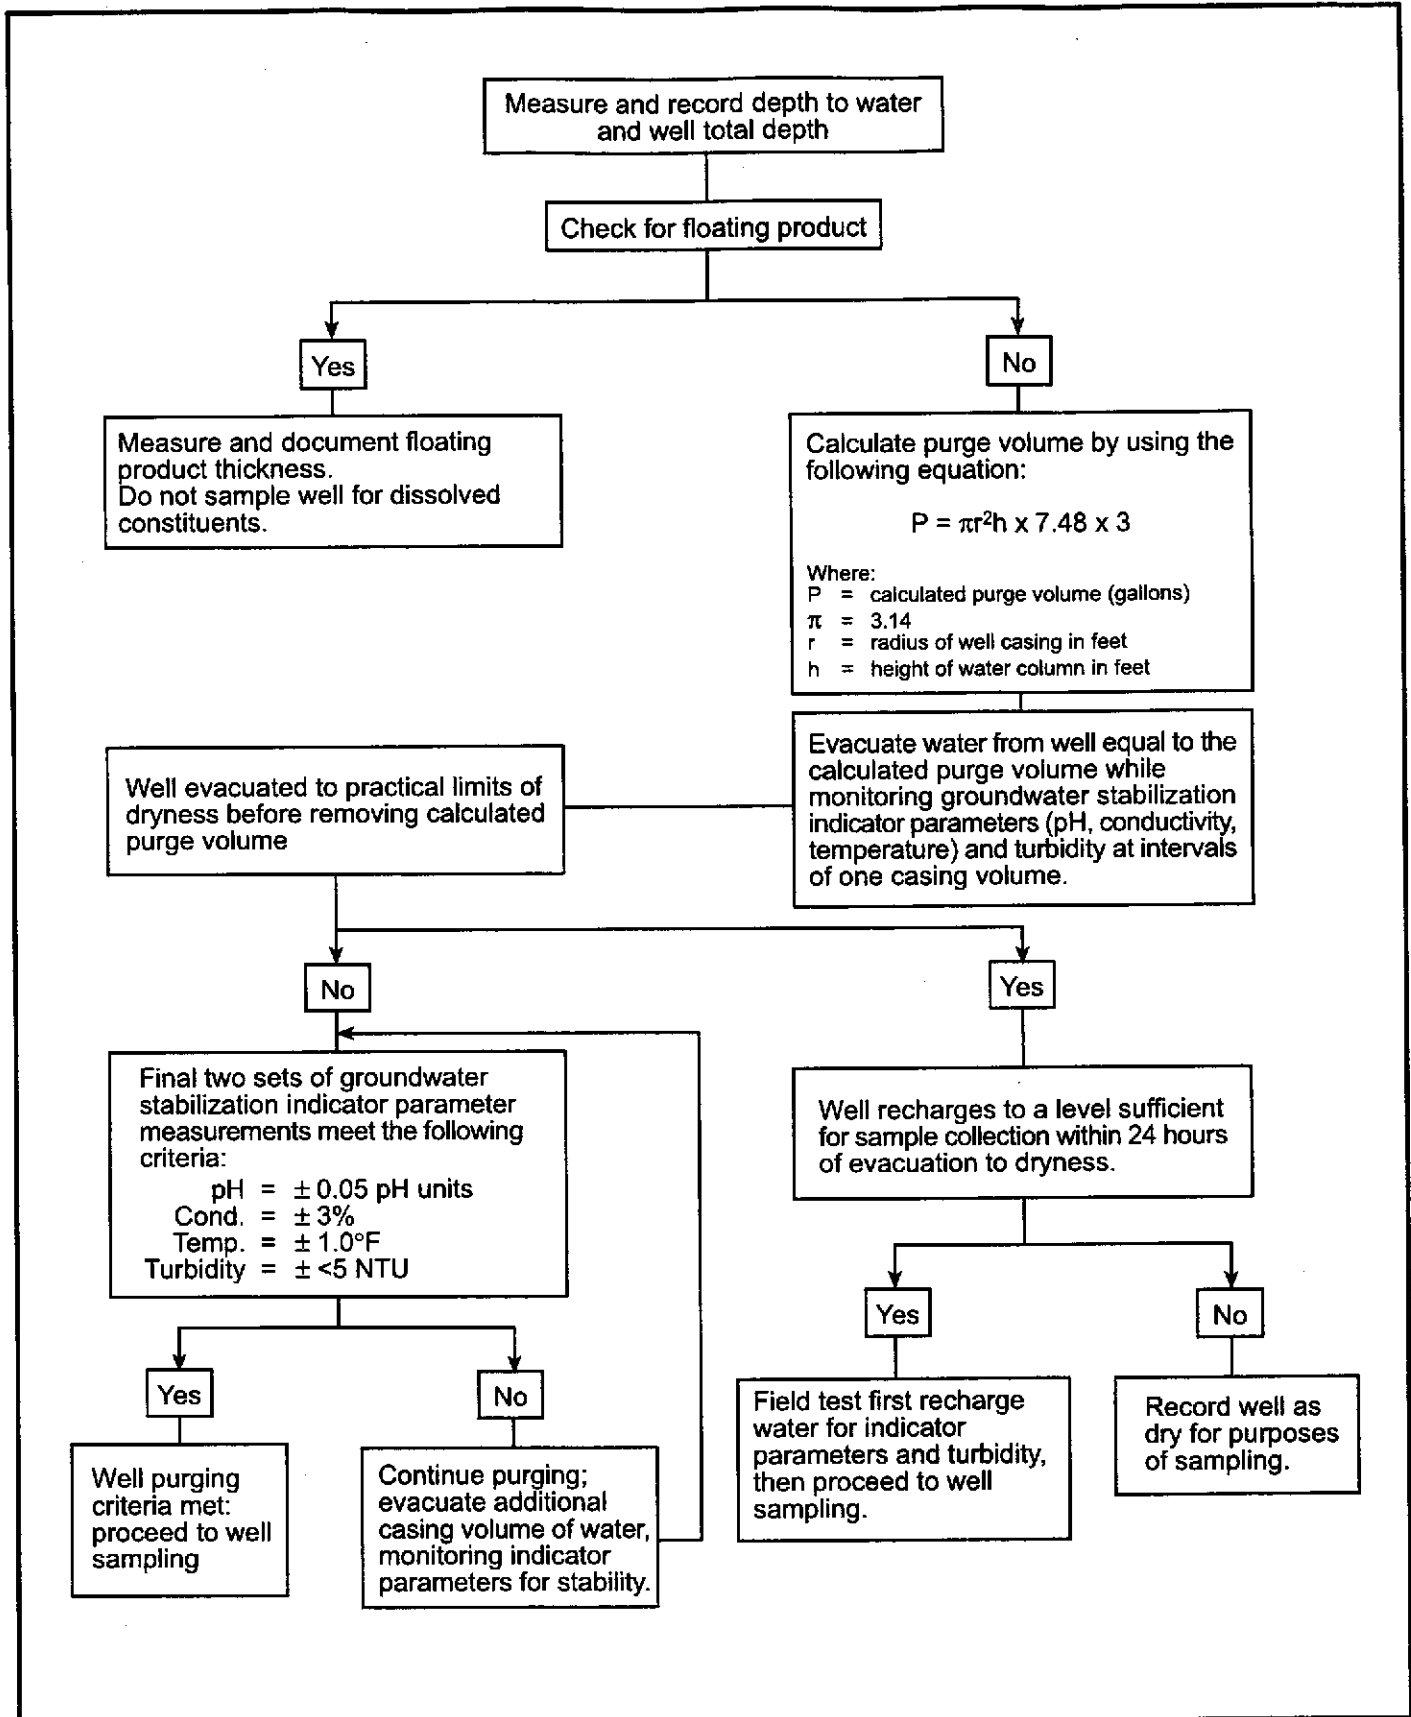 Measure and record depth to water
and well total depth
Check for floating product
Yes
No
Measure and document floating
product thickness.
Do not sample well for dissolved
constituents.
Calculate purge volume by using the
following equation:
P = πr²h x 7.48 x 3
Where:
P = calculated purge volume (gallons)
π = 3.14
r = radius of well casing in feet
h = height of water column in feet
Well evacuated to practical limits of
dryness before removing calculated
purge volume
Evacuate water from well equal to the
calculated purge volume while
monitoring groundwater stabilization
indicator parameters (pH, conductivity,
temperature) and turbidity at intervals
of one casing volume.
No
Yes
Final two sets of groundwater
stabilization indicator parameter
measurements meet the following
criteria:
pH = ± 0.05 pH units
Cond. = ± 3%
Temp. = ± 1.0°F
Turbidity = ± <5 NTU
Well recharges to a level sufficient
for sample collection within 24 hours
of evacuation to dryness.
Yes
No
Yes
No
Well purging
criteria met:
proceed to well
sampling
Continue purging;
evacuate additional
casing volume of water,
monitoring indicator
parameters for stability.
Field test first recharge
water for indicator
parameters and turbidity,
then proceed to well
sampling.
Record well as
dry for purposes
of sampling.